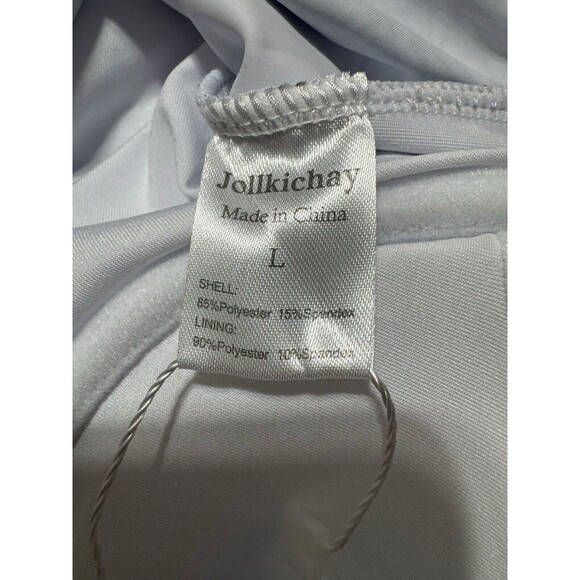 Jollkichay
Made in China
L
SHELL:
85%Polyester 15%Spandex
LINING:
90%Polyester 10%Spandex